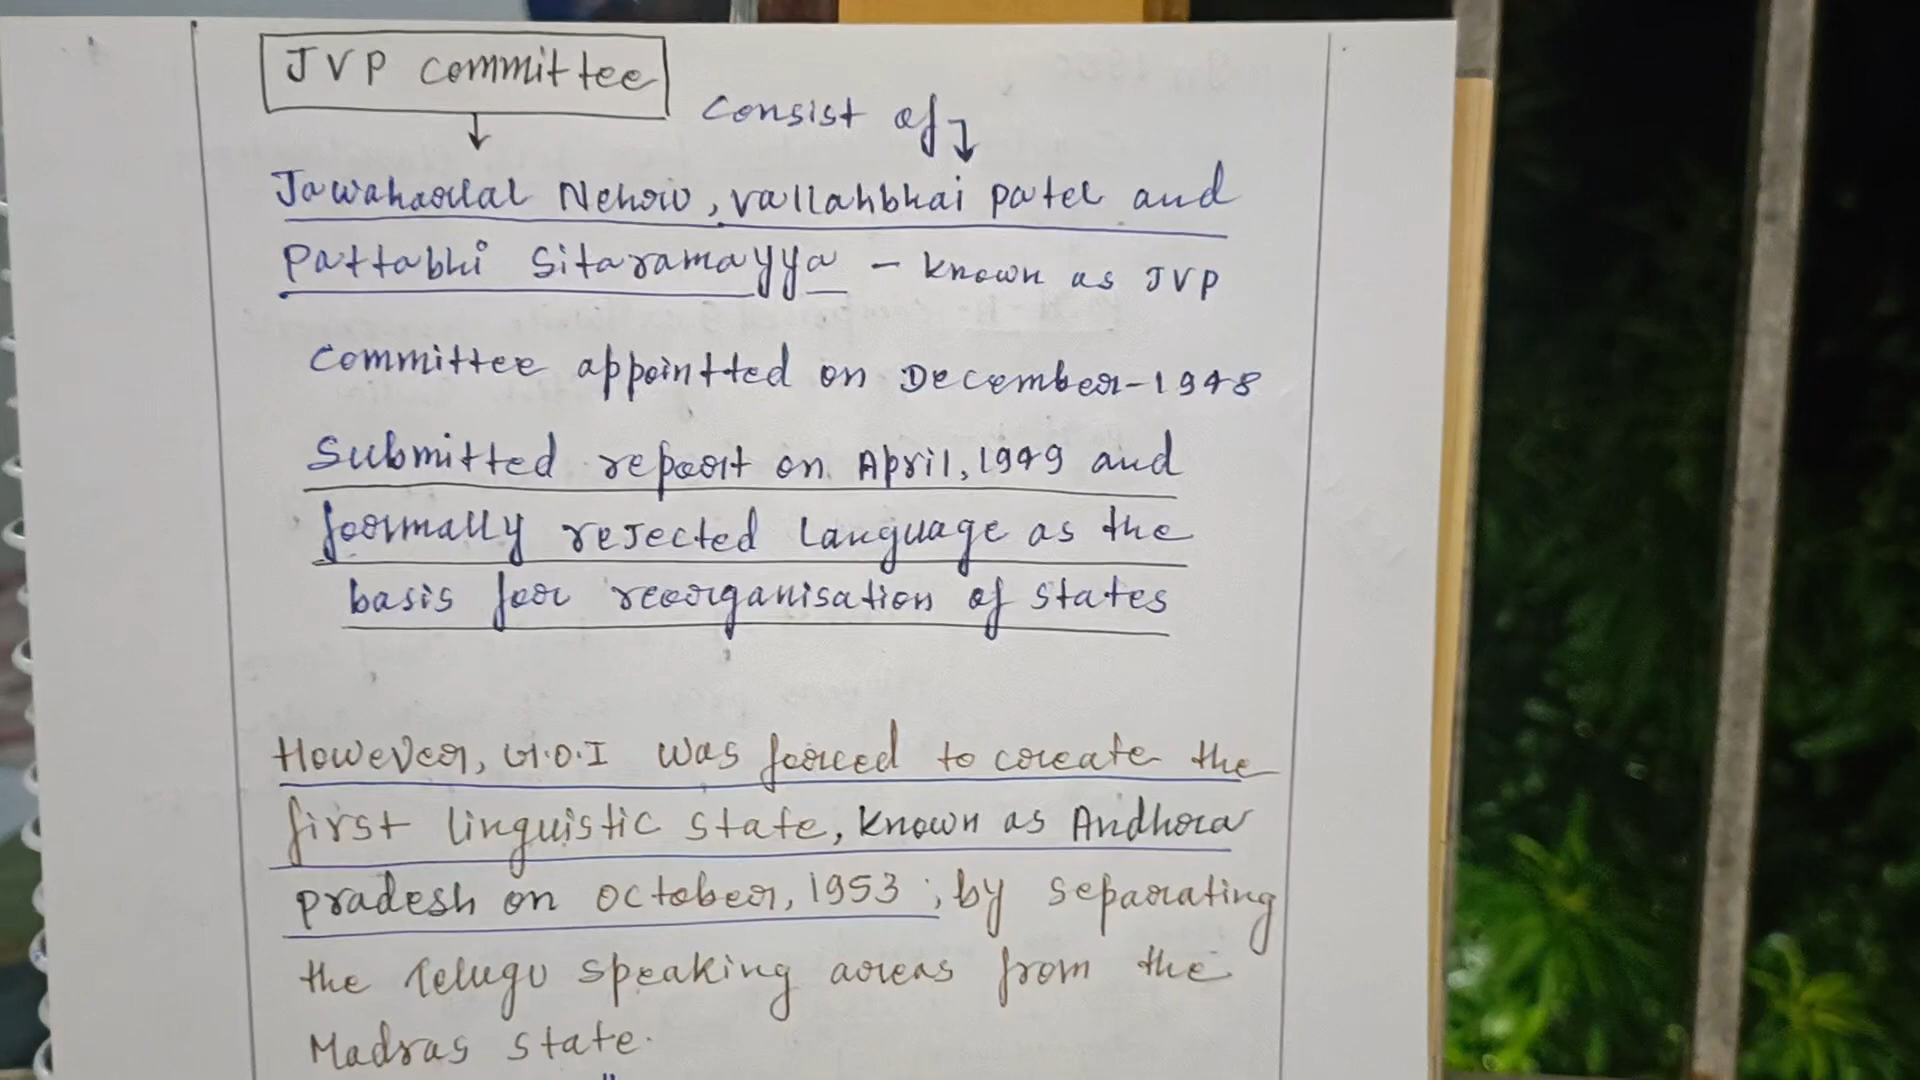 JVP committee
consist of
Jawaharlal Nehru, vallahbhai patel and
Pattabhi Sitaramayya - known as JVP
committee appointted on December-1948
Submitted report on April, 1949 and
formally rejected language as the
basis for reorganisation of states
However, G.O.I was forced to create the
first linguistic state, known as Andhra
pradesh on october, 1953 ; by separating
the Telugu speaking areas from the
Madras state.